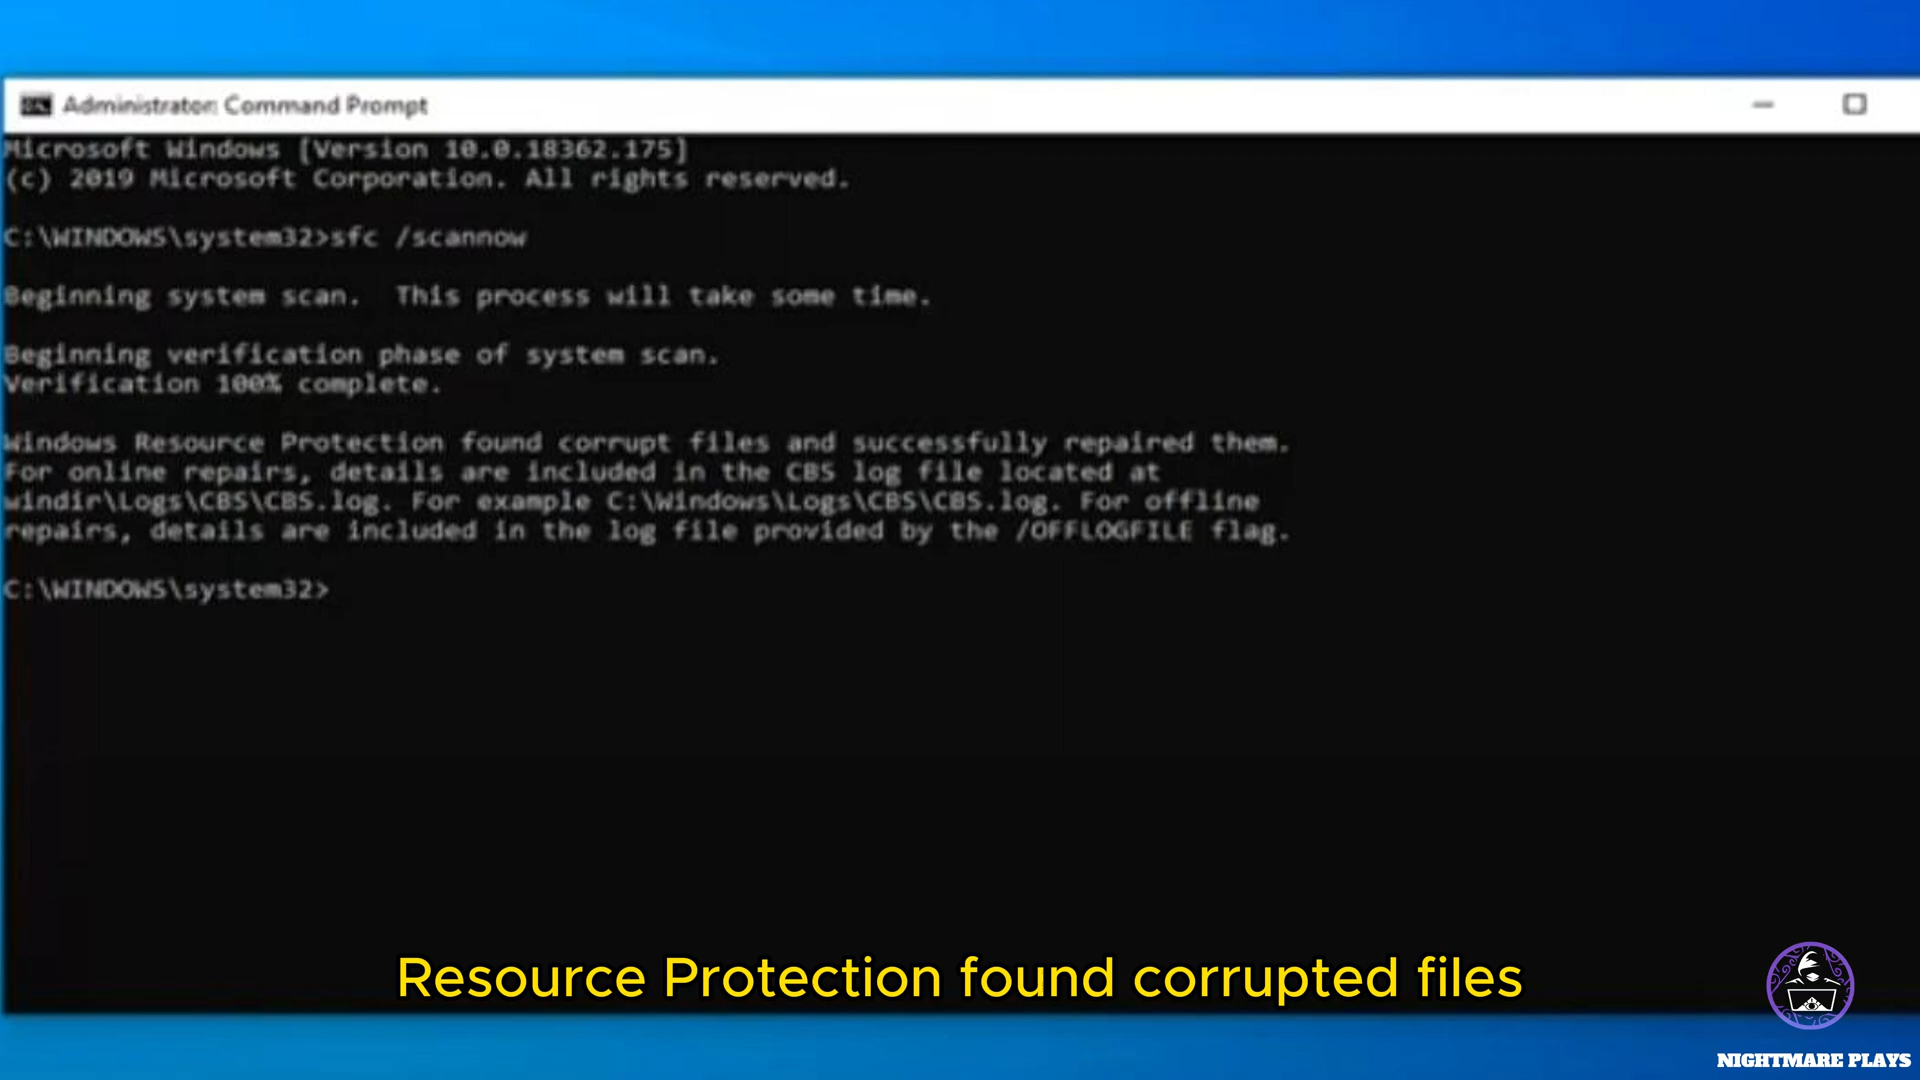 Administrator: Command Prompt
Microsoft Windows [Version 10.0.18362.175]
(c) 2019 Microsoft Corporation. All rights reserved.
C:\WINDOWS\system32>sfc /scannow
Beginning system scan.  This process will take some time.
Beginning verification phase of system scan.
Verification 100% complete.
Windows Resource Protection found corrupt files and successfully repaired them.
For online repairs, details are included in the CBS log file located at
windir\Logs\CBS\CBS.log. For example C:\Windows\Logs\CBS\CBS.log. For offline
repairs, details are included in the log file provided by the /OFFLOGFILE flag.
C:\WINDOWS\system32>
Resource Protection found corrupted files
NIGHTMARE PLAYS